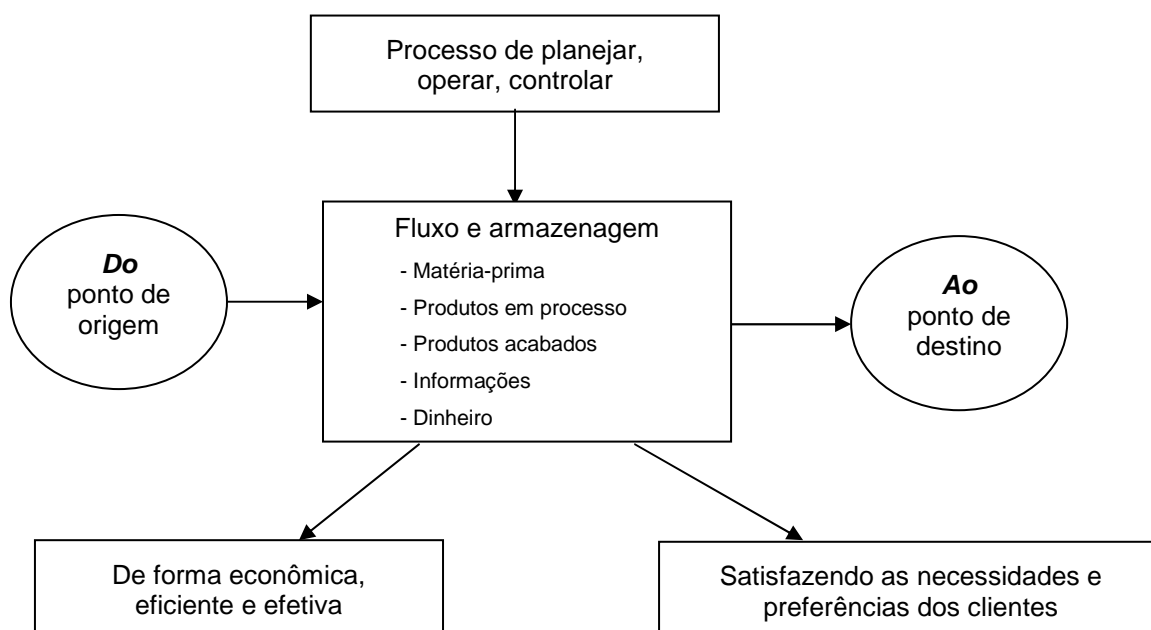 Processo de planejar,
operar, controlar
Fluxo e armazenagem
- Matéria-prima
- Produtos em processo
- Produtos acabados
- Informações
- Dinheiro
Do
ponto de
origem
Ao
ponto de
destino
De forma econômica,
eficiente e efetiva
Satisfazendo as necessidades e
preferências dos clientes